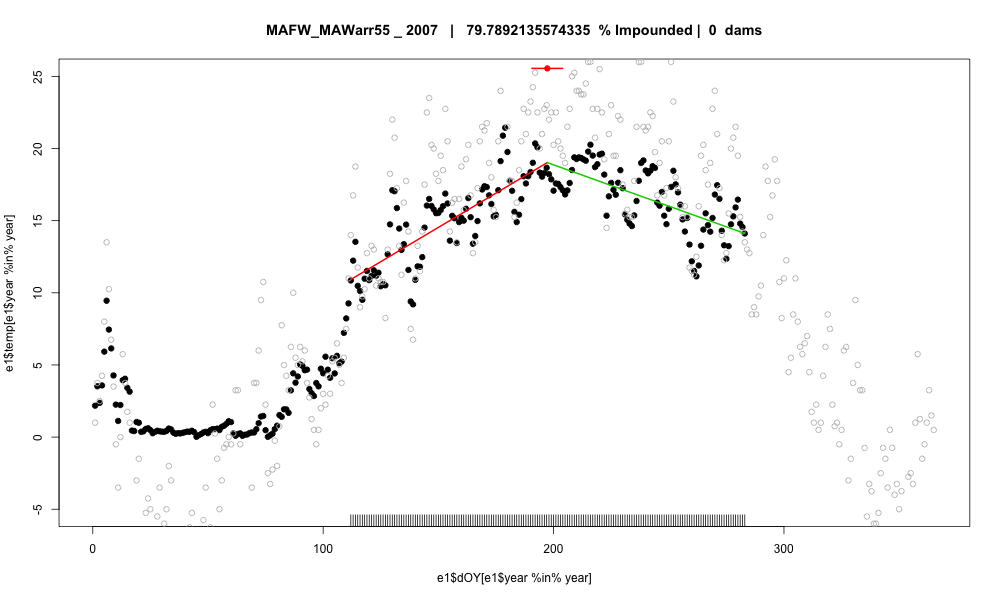 MAFW_MAWarr55 _ 2007 | 79.7892135574335 % Impounded | 0 dams
e1$temp[e1$year %in% year]
25
20
15
10
5
0
-5
0 100 200 300
e1$dOY[e1$year %in% year]